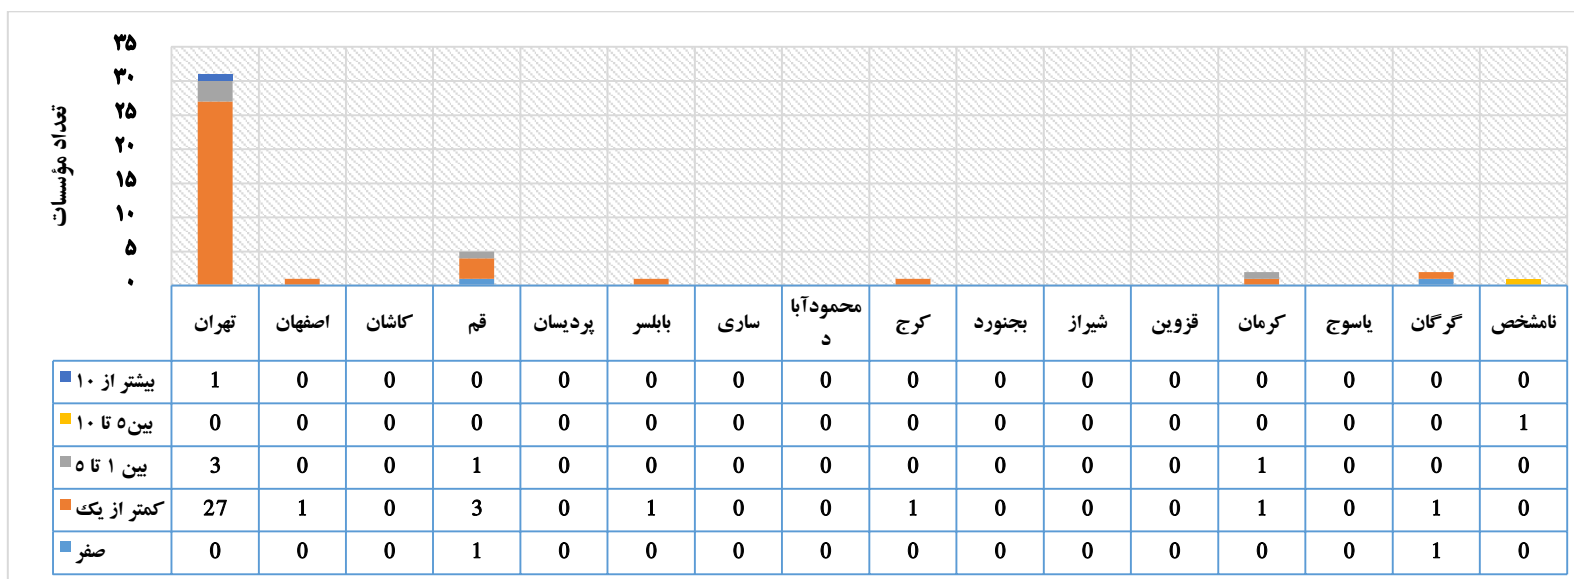 تعداد مؤسسات
۳۵
۳۰
۲۵
۲۰
۱۵
۱۰
۵
۰
تهران اصفهان کاشان قم پردیسان بابلسر ساری محمودآبا کرج بجنورد شیراز قزوین کرمان یاسوج گرگان نامشخص
د
بیشتر از ۱۰ 1 0 0 0 0 0 0 0 0 0 0 0 0 0 0 0
بین۵ تا ۱۰ 0 0 0 0 0 0 0 0 0 0 0 0 0 0 0 1
بین ۱ تا ۵ 3 0 0 1 0 0 0 0 0 0 0 0 1 0 0 0
کمتر از یک 27 1 0 3 0 1 0 0 1 0 0 0 1 0 1 0
صفر 0 0 0 1 0 0 0 0 0 0 0 0 0 0 1 0